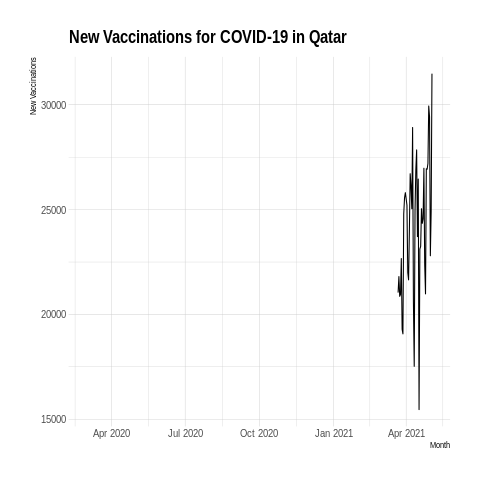 New Vaccinations for COVID-19 in Qatar
New Vaccinations
30000
25000
20000
15000
Apr 2020 Jul 2020 Oct 2020 Jan 2021 Apr 2021
Month